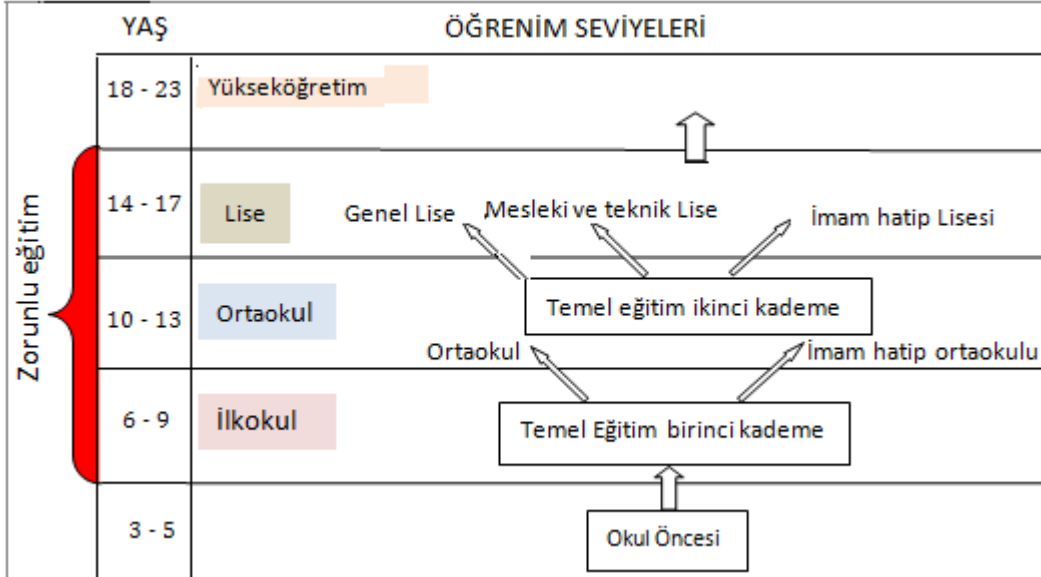 YAŞ ÖĞRENİM SEVİYELERİ
18 - 23 Yükseköğretim
Zorunlu eğitim
14 - 17 Lise Genel Lise Mesleki ve teknik Lise İmam hatip Lisesi
10 - 13 Ortaokul Temel eğitim ikinci kademe
Ortaokul İmam hatip ortaokulu
6 - 9 İlkokul Temel Eğitim birinci kademe
3 - 5 Okul Öncesi